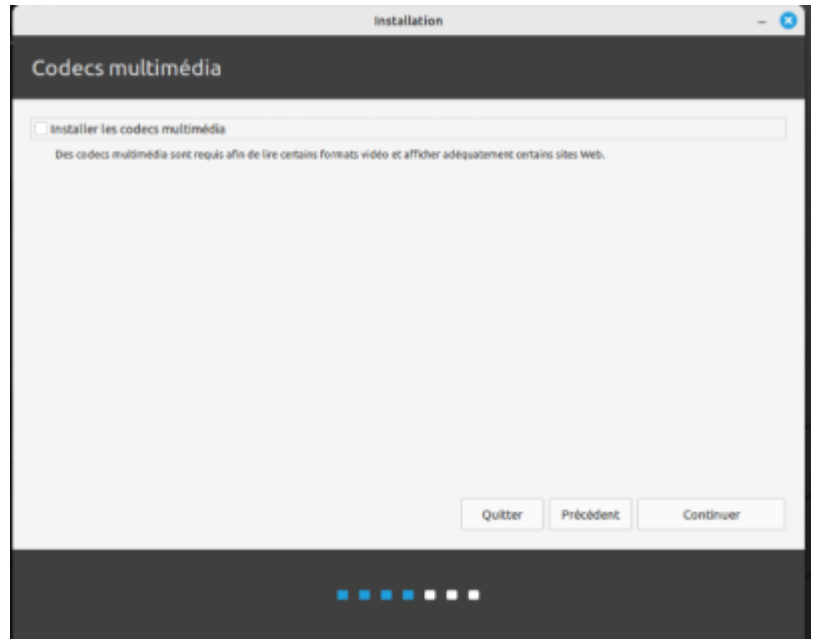 Installation
Codecs multimédia
Installer les codecs multimédia
Des codecs multimédia sont requis afin de lire certains formats vidéo et afficher adéquatement certains sites Web.
Quitter
Précédent
Continuer